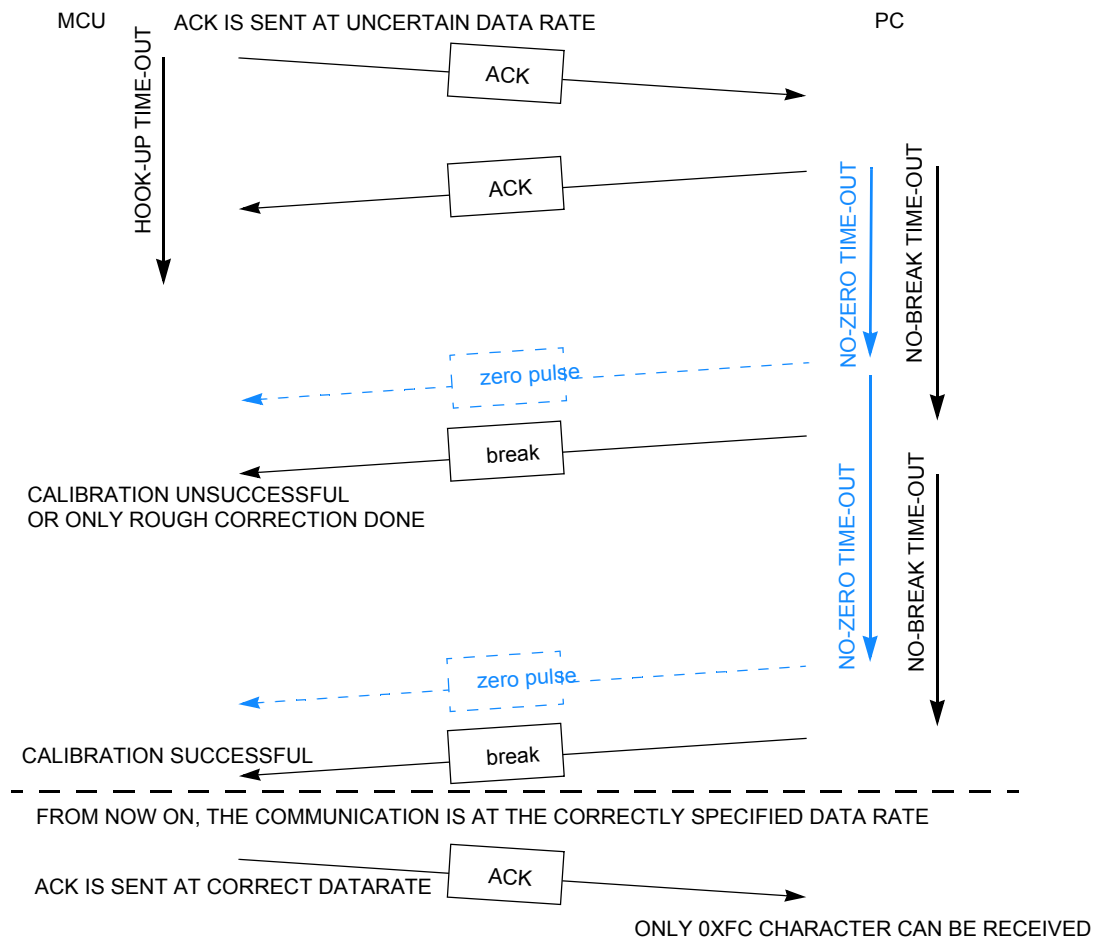 MCU
ACK IS SENT AT UNCERTAIN DATA RATE
PC
HOOK-UP TIME-OUT
ACK
ACK
NO-ZERO TIME-OUT
NO-BREAK TIME-OUT
zero pulse
break
CALIBRATION UNSUCCESSFUL
OR ONLY ROUGH CORRECTION DONE
NO-ZERO TIME-OUT
NO-BREAK TIME-OUT
zero pulse
break
CALIBRATION SUCCESSFUL
FROM NOW ON, THE COMMUNICATION IS AT THE CORRECTLY SPECIFIED DATA RATE
ACK
ACK IS SENT AT CORRECT DATARATE
ONLY 0XFC CHARACTER CAN BE RECEIVED